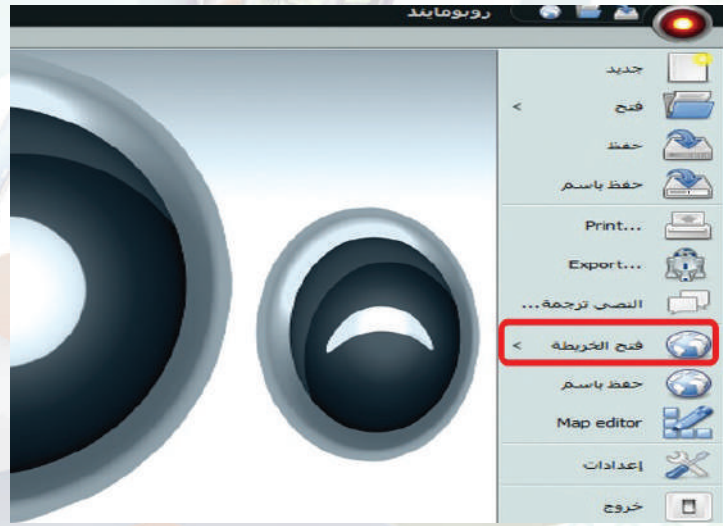 روبومايند
جديد
فتح >
حفظ
حفظ باسم
Print...
Export...
النصي ترجمة...
فتح الخريطة >
حفظ باسم
Map editor
إعدادات
خروج